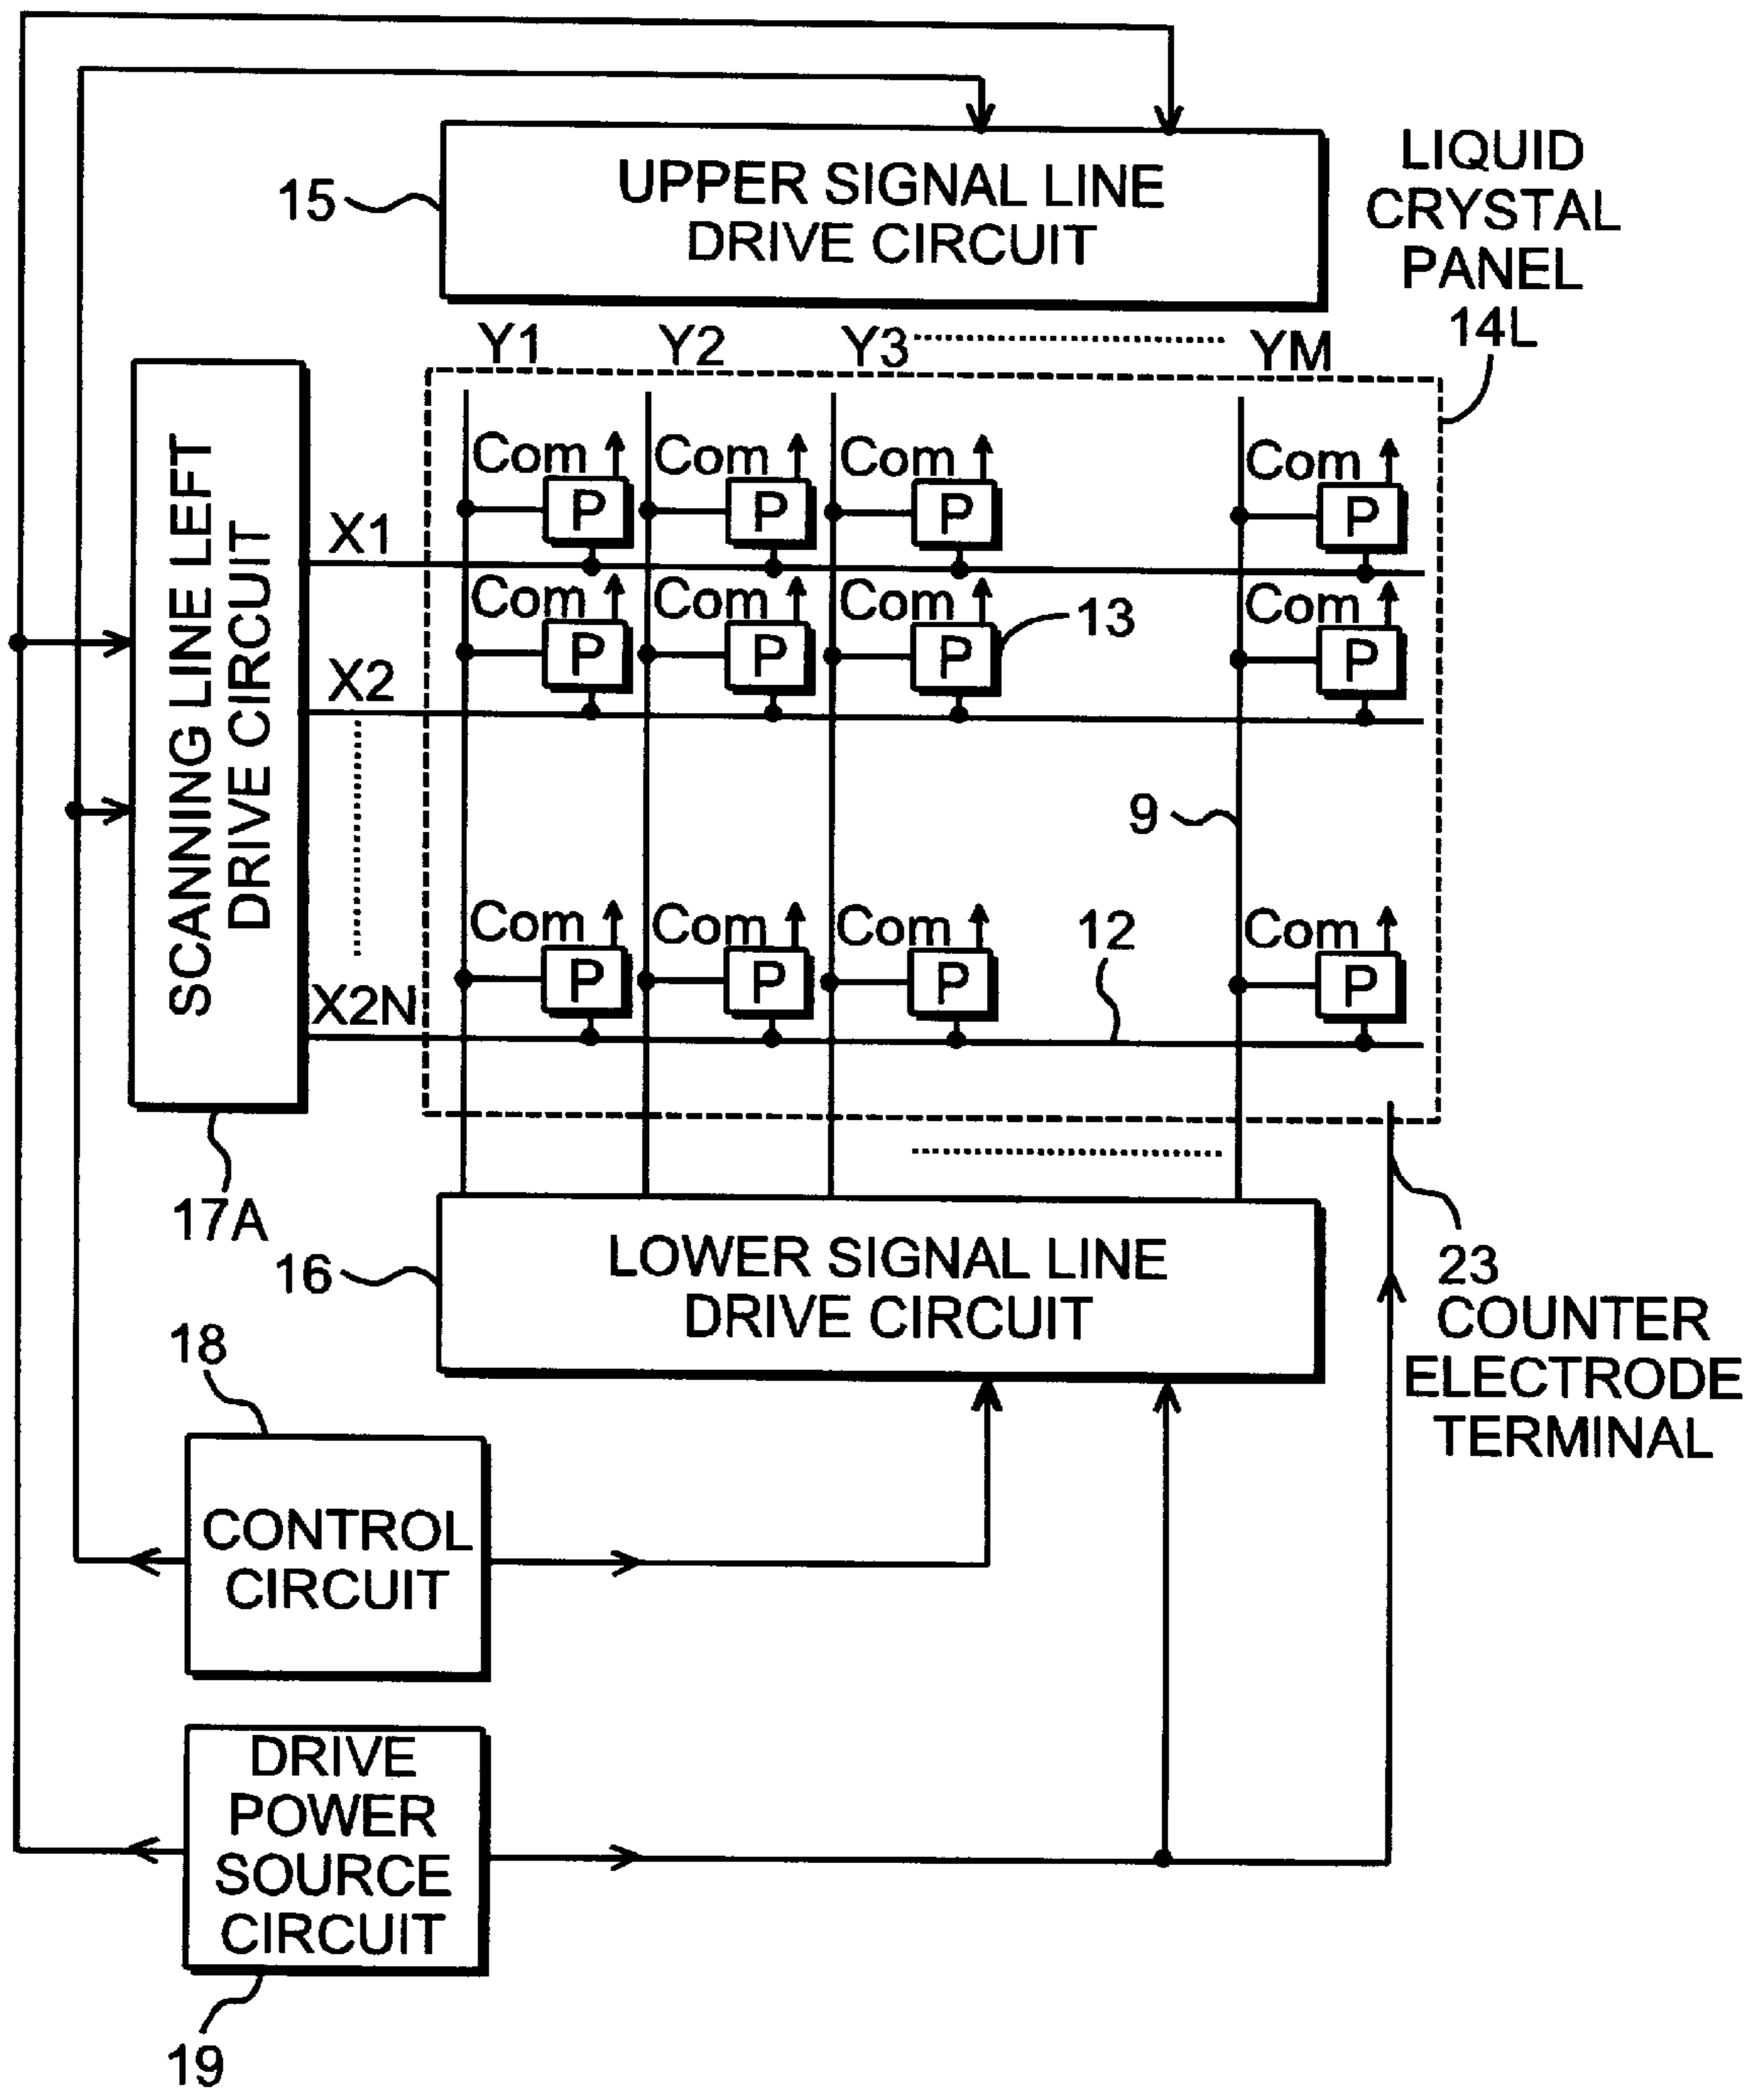 UPPER SIGNAL LINE
DRIVE CIRCUIT
15
LIQUID
CRYSTAL
PANEL
14L
Y1 Y2 Y3 YM
SCANNING LINE LEFT
DRIVE CIRCUIT
Com Com Com Com
P P P P
X1
Com Com Com Com
P P P P
13
X2
9
Com Com Com Com
P P P P
12
X2N
17A
LOWER SIGNAL LINE
DRIVE CIRCUIT
16
23
COUNTER
ELECTRODE
TERMINAL
18
CONTROL
CIRCUIT
DRIVE
POWER
SOURCE
CIRCUIT
19